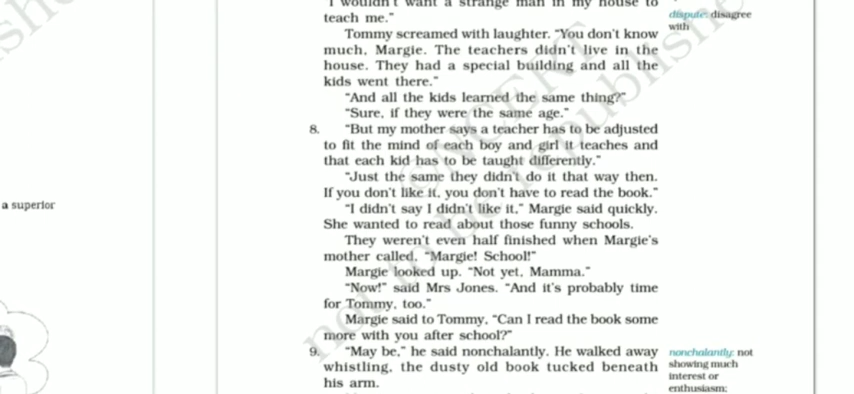 "I wouldn't want a strange man in my house to
teach me."
Tommy screamed with laughter. "You don't know
much, Margie. The teachers didn't live in the
house. They had a special building and all the
kids went there."
"And all the kids learned the same thing?"
"Sure, if they were the same age."
8. "But my mother says a teacher has to be adjusted
to fit the mind of each boy and girl it teaches and
that each kid has to be taught differently."
"Just the same they didn't do it that way then.
If you don't like it, you don't have to read the book."
"I didn't say I didn't like it," Margie said quickly.
She wanted to read about those funny schools.
They weren't even half finished when Margie's
mother called, "Margie! School!"
Margie looked up. "Not yet, Mamma."
"Now!" said Mrs Jones. "And it's probably time
for Tommy, too."
Margie said to Tommy, "Can I read the book some
more with you after school?"
9. "May be," he said nonchalantly. He walked away
whistling, the dusty old book tucked beneath
his arm.
dispute: disagree
with
nonchalantly: not
showing much
interest or
enthusiasm;
a superior
not to be republished
© NCERT